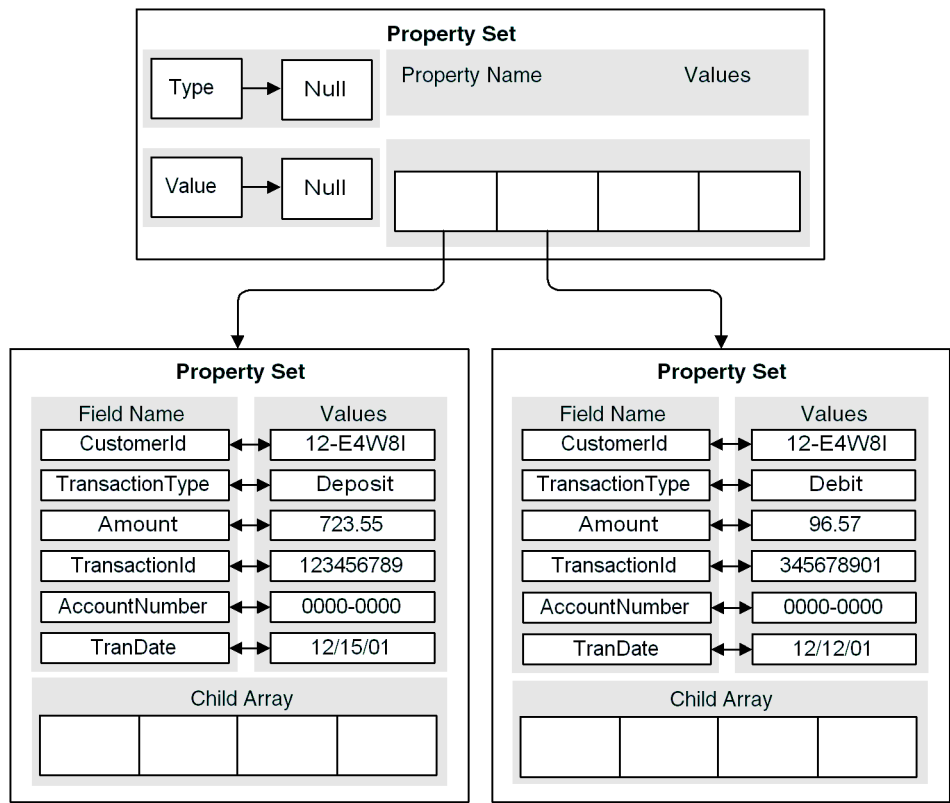 Property Set
Property Name Values
Type Null
Value Null
Property Set
Field Name Values
CustomerId 12-E4W8I
TransactionType Deposit
Amount 723.55
TransactionId 123456789
AccountNumber 0000-0000
TranDate 12/15/01
Child Array
Property Set
Field Name Values
CustomerId 12-E4W8I
TransactionType Debit
Amount 96.57
TransactionId 345678901
AccountNumber 0000-0000
TranDate 12/12/01
Child Array